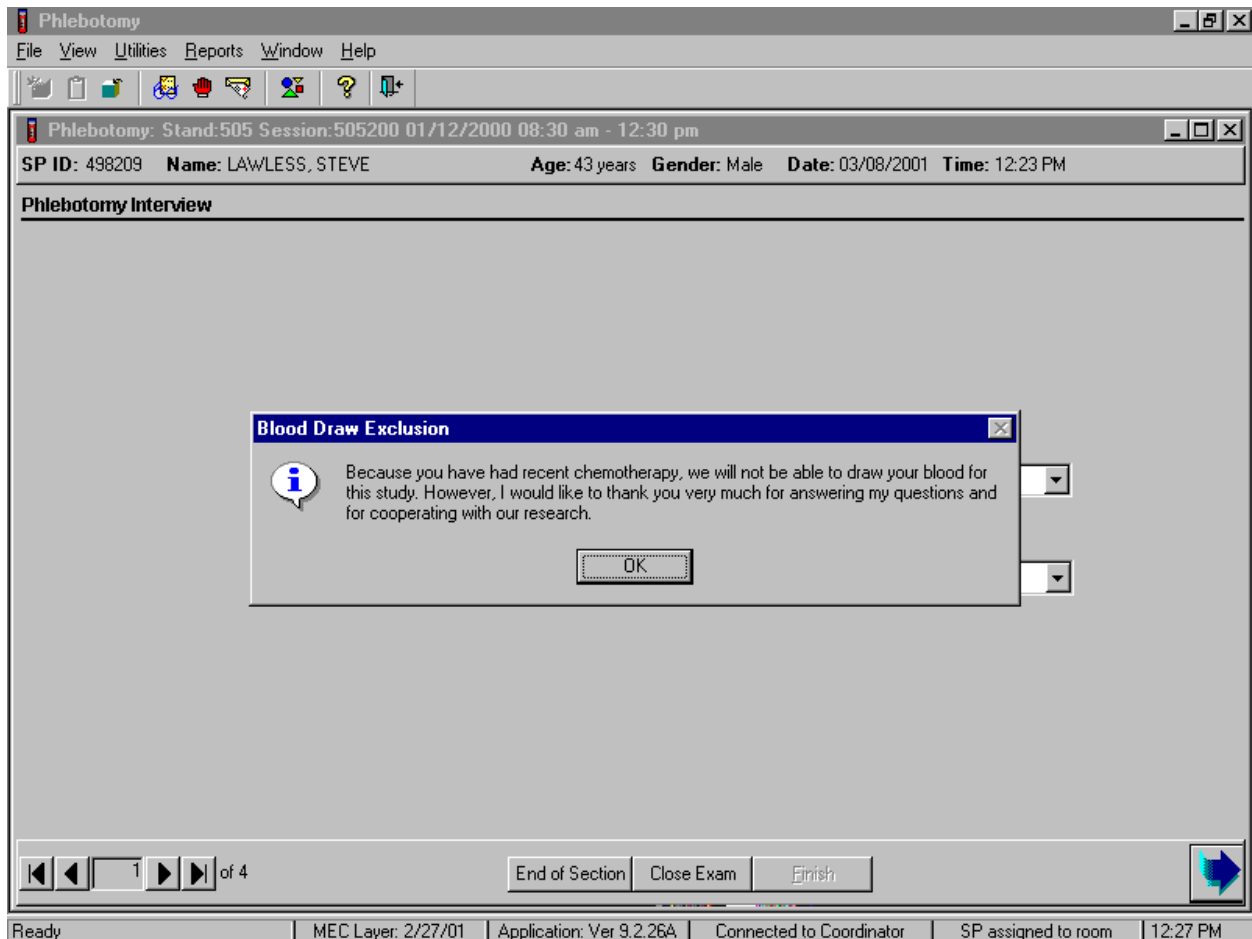 Phlebotomy
File View Utilities Reports Window Help
Phlebotomy: Stand:505 Session:505200 01/12/2000 08:30 am - 12:30 pm
SP ID: 498209 Name: LAWLESS, STEVE Age: 43 years Gender: Male Date: 03/08/2001 Time: 12:23 PM
Phlebotomy Interview
Blood Draw Exclusion
Because you have had recent chemotherapy, we will not be able to draw your blood for
this study. However, I would like to thank you very much for answering my questions and
for cooperating with our research.
OK
1 of 4 End of Section Close Exam Finish
Ready MEC Layer: 2/27/01 Application: Ver 9.2.26A Connected to Coordinator SP assigned to room 12:27 PM